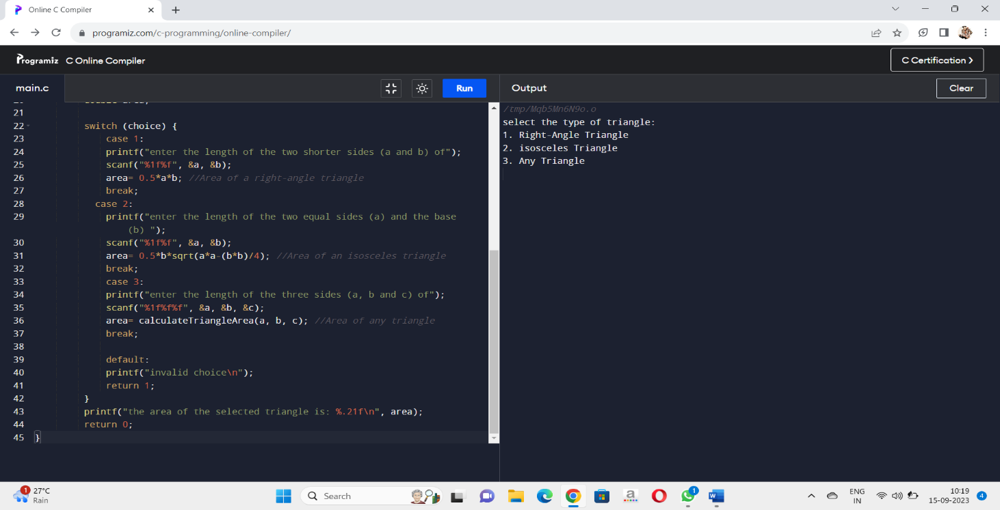 Online C Compiler
programiz.com/c-programming/online-compiler/
Programiz C Online Compiler
C Certification >
main.c
Run
Output
Clear
21
22 switch (choice) {
23 case 1:
24 printf("enter the length of the two shorter sides (a and b) of");
25 scanf("%1f%f", &a, &b);
26 area= 0.5*a*b; //Area of a right-angle triangle
27 break;
28 case 2:
29 printf("enter the length of the two equal sides (a) and the base
(b) ");
30 scanf("%1f%f", &a, &b);
31 area= 0.5*b*sqrt(a*a-(b*b)/4); //Area of an isosceles triangle
32 break;
33 case 3:
34 printf("enter the length of the three sides (a, b and c) of");
35 scanf("%1f%f%f", &a, &b, &c);
36 area= calculateTriangleArea(a, b, c); //Area of any triangle
37 break;
38
39 default:
40 printf("invalid choice\n");
41 return 1;
42 }
43 printf("the area of the selected triangle is: %.21f\n", area);
44 return 0;
45 }
/tmp/Mqb5Mn6N9o.o
select the type of triangle:
1. Right-Angle Triangle
2. isosceles Triangle
3. Any Triangle
1
27°C
Rain
Search
a
1
W
ENG
IN
10:19
15-09-2023
4